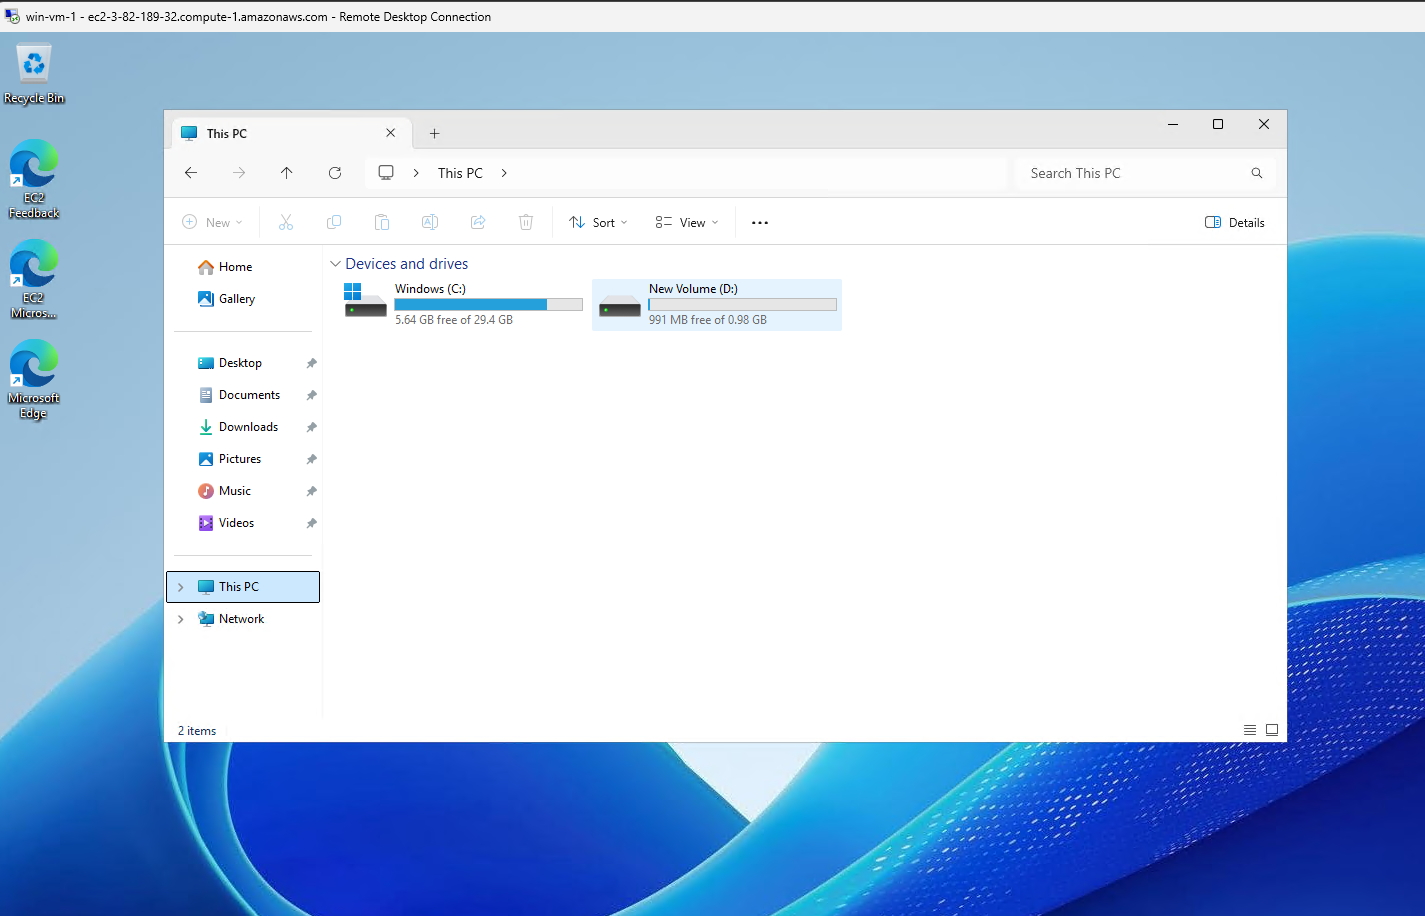 win-vm-1 - ec2-3-82-189-32.compute-1.amazonaws.com - Remote Desktop Connection
Recycle Bin
EC2
Feedback
EC2
Micros...
Microsoft
Edge
This PC
This PC
Search This PC
New
Sort
View
Details
Home
Gallery
Desktop
Documents
Downloads
Pictures
Music
Videos
This PC
Network
Devices and drives
Windows (C:)
5.64 GB free of 29.4 GB
New Volume (D:)
991 MB free of 0.98 GB
2 items